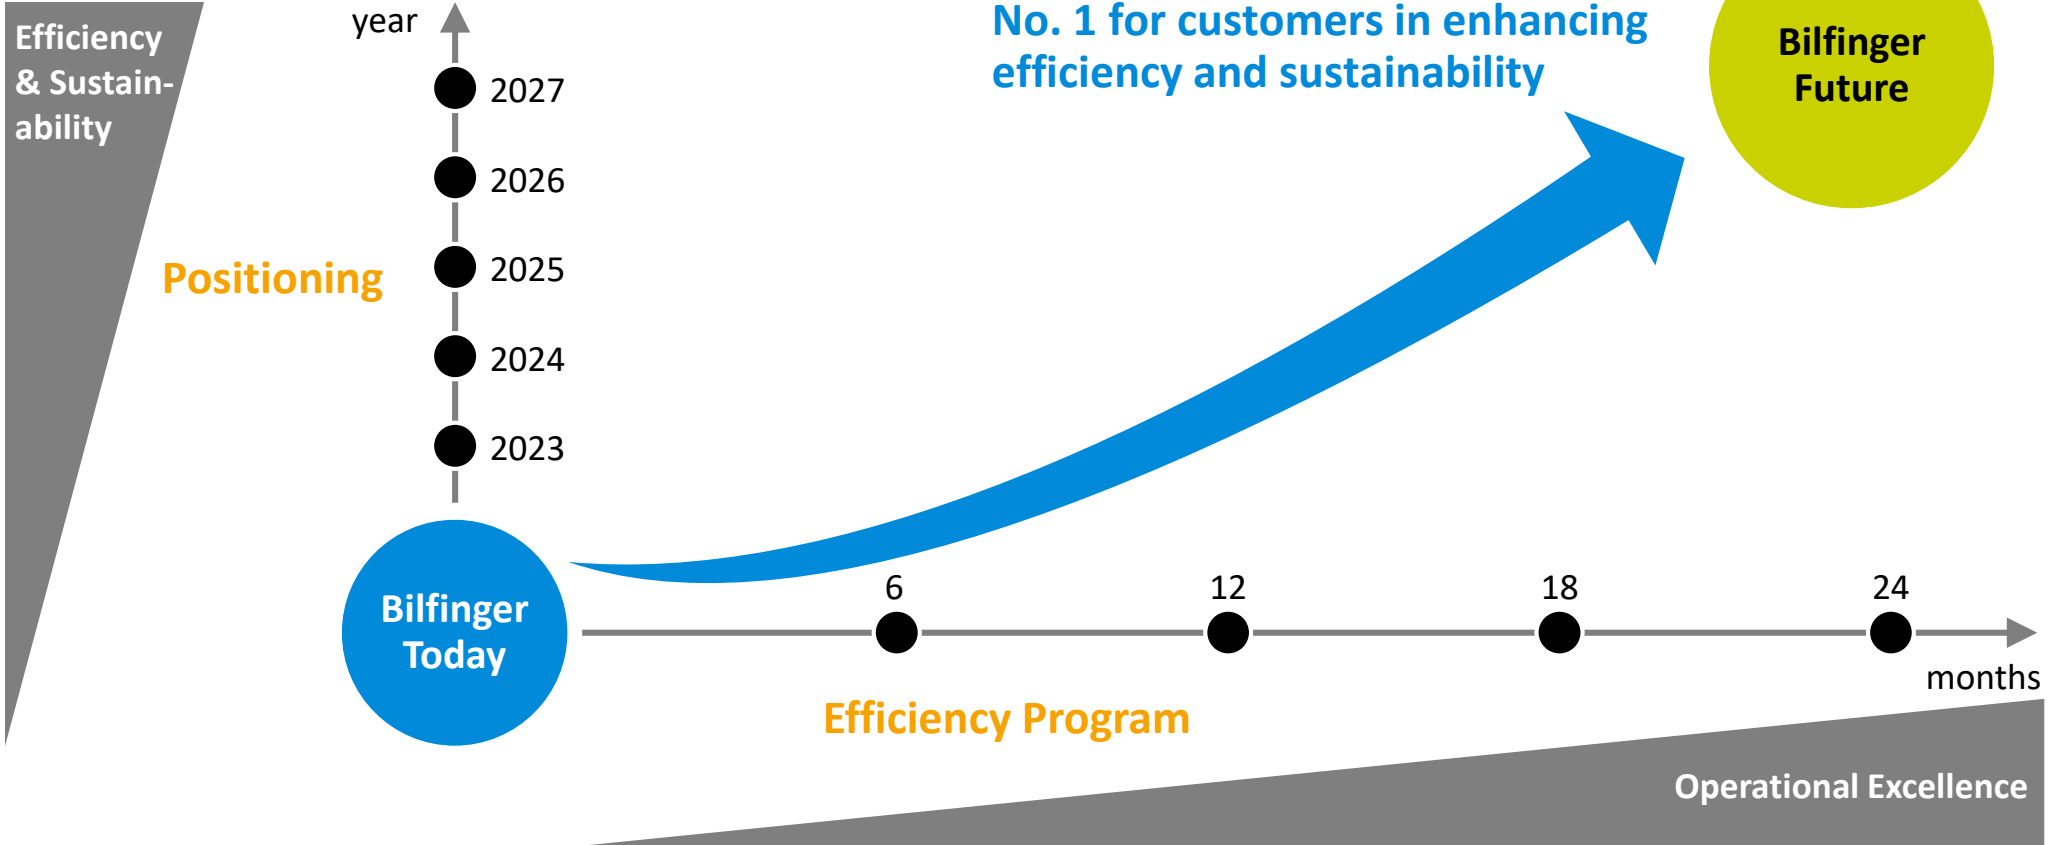 Efficiency
& Sustain-
ability
year
2027
2026
2025
2024
2023
Positioning
No. 1 for customers in enhancing
efficiency and sustainability
Bilfinger
Future
Bilfinger
Today
6
12
18
24
months
Efficiency Program
Operational Excellence